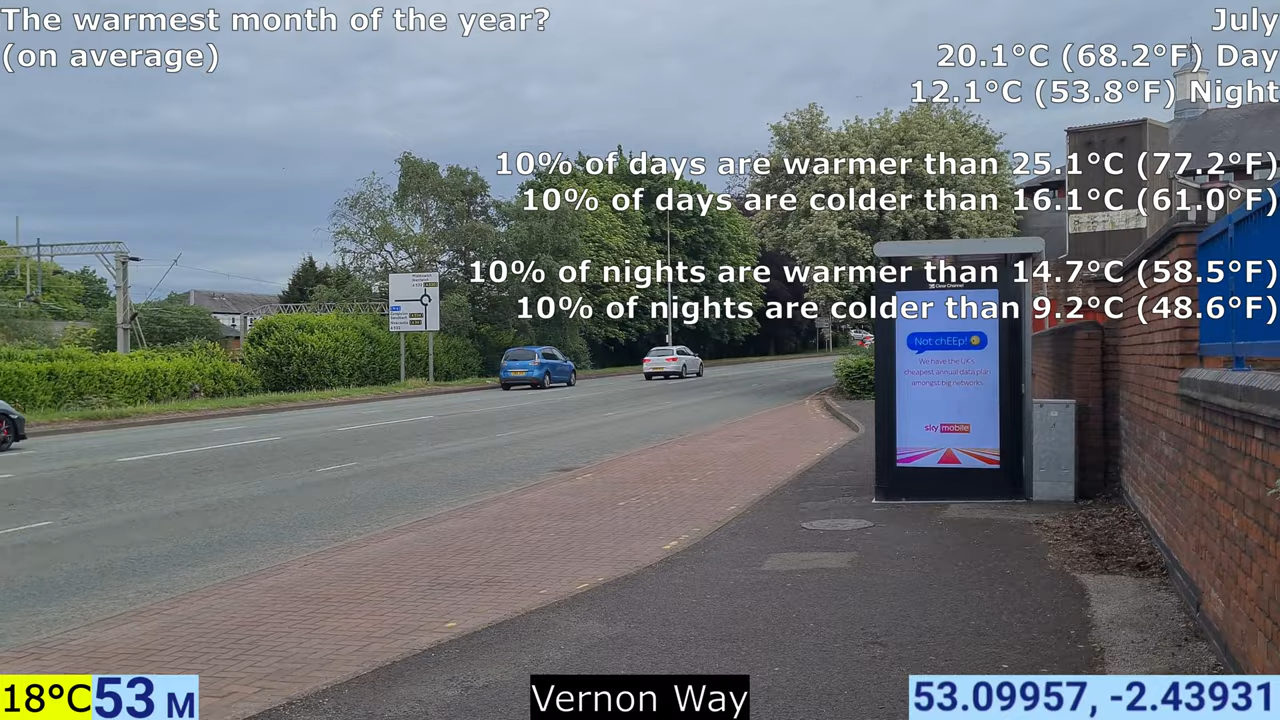 The warmest month of the year?
(on average)
July
20.1°C (68.2°F) Day
12.1°C (53.8°F) Night
10% of days are warmer than 25.1°C (77.2°F)
10% of days are colder than 16.1°C (61.0°F)
10% of nights are warmer than 14.7°C (58.5°F)
10% of nights are colder than 9.2°C (48.6°F)
Clear Channel
Not chEEp!
We have the UK's
cheapest annual data plan
amongst big networks.
sky mobile
18°C 53 M
Vernon Way
53.09957, -2.43931